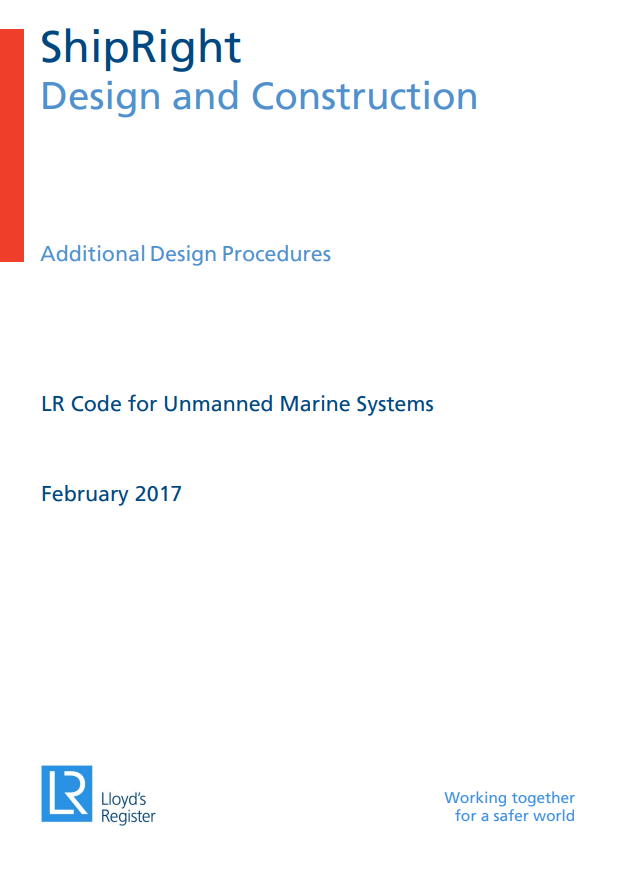 ShipRight
Design and Construction
Additional Design Procedures
LR Code for Unmanned Marine Systems
February 2017
LR
Lloyd's
Register
Working together
for a safer world